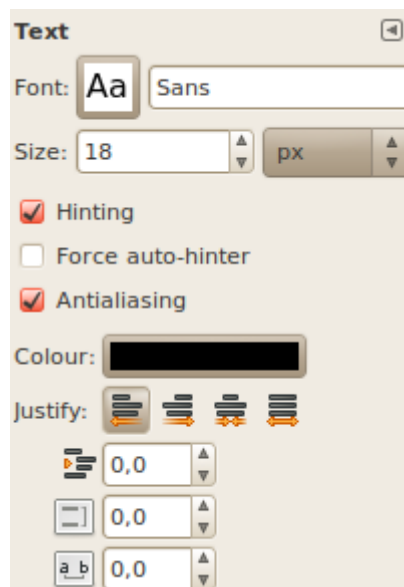 Text
Font: Aa Sans
Size: 18 px
Hinting
Force auto-hinter
Antialiasing
Colour:
Justify:
0,0
0,0
a b 0,0